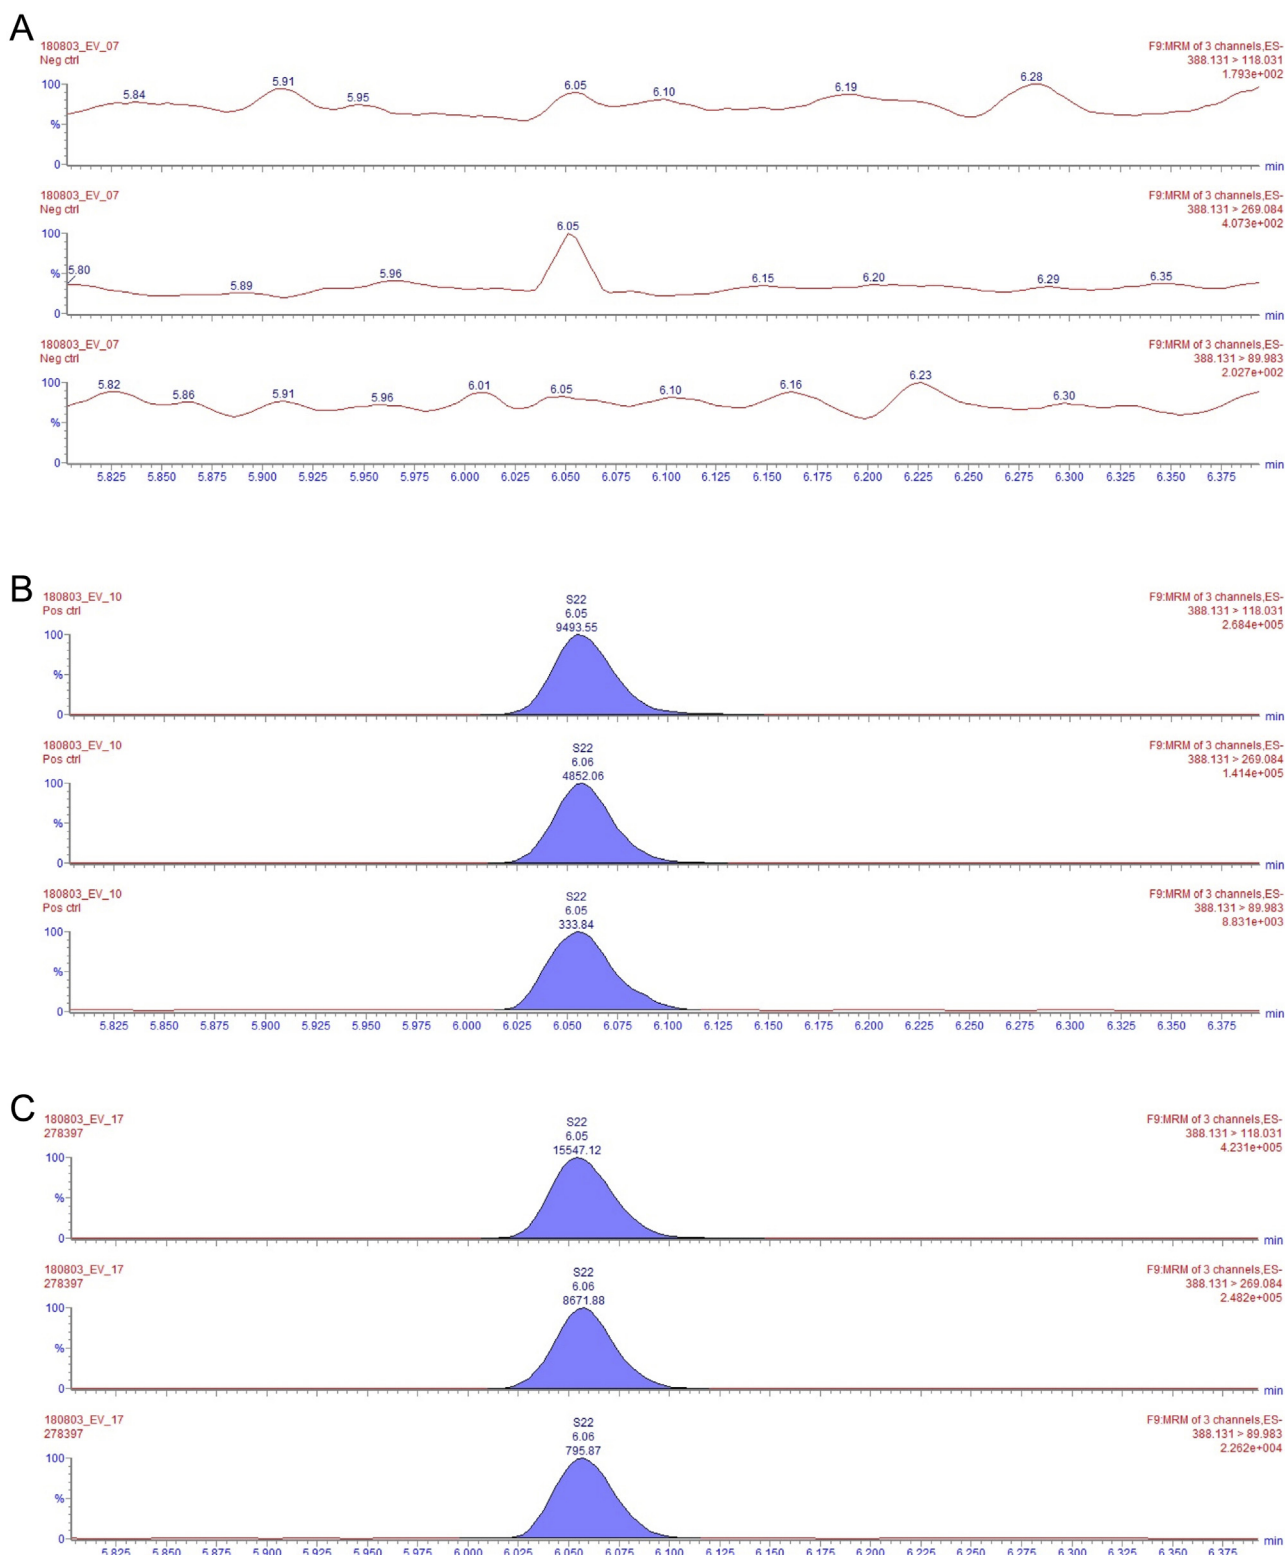 A
180803_EV_07
Neg ctrl
F9:MRM of 3 channels,ES-
388.131 > 118.031
1.793e+002
100
%
0
5.84
5.91
5.95
6.05
6.10
6.19
6.28
min
180803_EV_07
Neg ctrl
F9:MRM of 3 channels,ES-
388.131 > 269.084
4.073e+002
100
%
0
5.80
5.89
5.96
6.05
6.15
6.20
6.29
6.35
min
180803_EV_07
Neg ctrl
F9:MRM of 3 channels,ES-
388.131 > 89.983
2.027e+002
100
%
0
5.82
5.86
5.91
5.96
6.01
6.05
6.10
6.16
6.23
6.30
min
5.825 5.850 5.875 5.900 5.925 5.950 5.975 6.000 6.025 6.050 6.075 6.100 6.125 6.150 6.175 6.200 6.225 6.250 6.275 6.300 6.325 6.350 6.375
B
180803_EV_10
Pos ctrl
F9:MRM of 3 channels,ES-
388.131 > 118.031
2.684e+005
S22
6.05
9493.55
100
%
0
min
180803_EV_10
Pos ctrl
F9:MRM of 3 channels,ES-
388.131 > 269.084
1.414e+005
S22
6.06
4852.06
100
%
0
min
180803_EV_10
Pos ctrl
F9:MRM of 3 channels,ES-
388.131 > 89.983
8.831e+003
S22
6.05
333.84
100
%
0
min
5.825 5.850 5.875 5.900 5.925 5.950 5.975 6.000 6.025 6.050 6.075 6.100 6.125 6.150 6.175 6.200 6.225 6.250 6.275 6.300 6.325 6.350 6.375
C
180803_EV_17
278397
F9:MRM of 3 channels,ES-
388.131 > 118.031
4.231e+005
S22
6.05
15547.12
100
%
0
min
180803_EV_17
278397
F9:MRM of 3 channels,ES-
388.131 > 269.084
2.482e+005
S22
6.06
8671.88
100
%
0
min
180803_EV_17
278397
F9:MRM of 3 channels,ES-
388.131 > 89.983
2.262e+004
S22
6.06
795.87
100
%
0
min
5.825 5.850 5.875 5.900 5.925 5.950 5.975 6.000 6.025 6.050 6.075 6.100 6.125 6.150 6.175 6.200 6.225 6.250 6.275 6.300 6.325 6.350 6.375